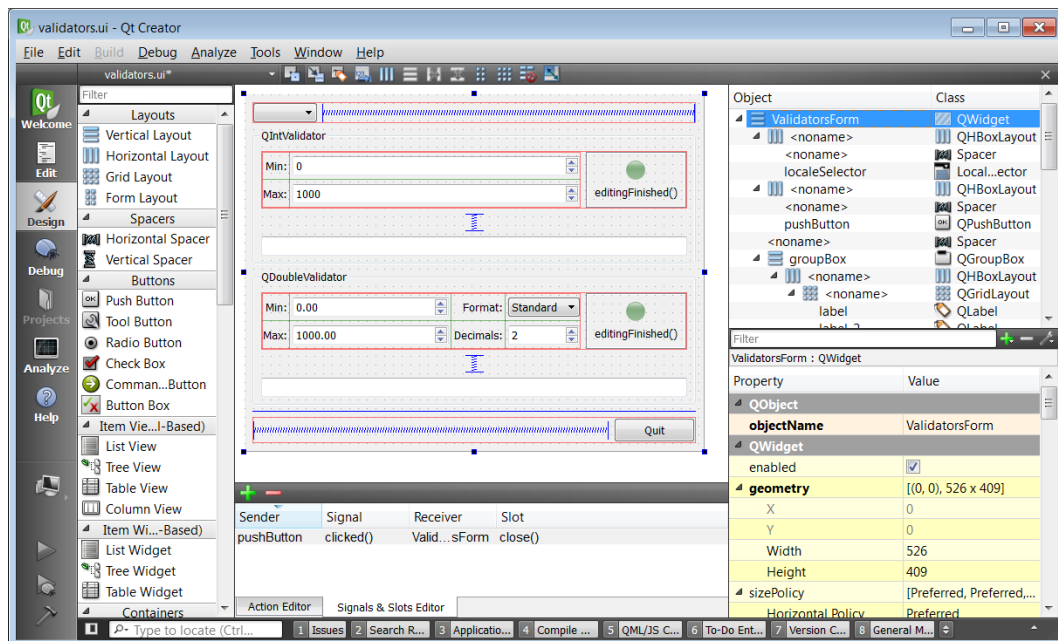 validators.ui - Qt Creator
File Edit Build Debug Analyze Tools Window Help
validators.ui*
Welcome
Edit
Design
Debug
Projects
Analyze
Help
Filter
Layouts
Vertical Layout
Horizontal Layout
Grid Layout
Form Layout
Spacers
Horizontal Spacer
Vertical Spacer
Buttons
Push Button
Tool Button
Radio Button
Check Box
Comman...Button
Button Box
Item Vie...l-Based)
List View
Tree View
Table View
Column View
Item Wi...-Based)
List Widget
Tree Widget
Table Widget
Containers
QIntValidator
Min: 0
Max: 1000
editingFinished()
QDoubleValidator
Min: 0.00 Format: Standard
Max: 1000.00 Decimals: 2
editingFinished()
Quit
Sender Signal Receiver Slot
pushButton clicked() Valid...sForm close()
Action Editor Signals & Slots Editor
Object Class
ValidatorsForm QWidget
<noname> QHBoxLayout
<noname> Spacer
localeSelector Local...ector
<noname> QHBoxLayout
<noname> Spacer
pushButton QPushButton
<noname> Spacer
groupBox QGroupBox
<noname> QHBoxLayout
<noname> QGridLayout
label QLabel
label_2 QLabel
Filter
ValidatorsForm : QWidget
Property Value
QObject
objectName ValidatorsForm
QWidget
enabled
geometry [(0, 0), 526 x 409]
X 0
Y 0
Width 526
Height 409
sizePolicy [Preferred, Preferred,...
Horizontal Policy Preferred
Type to locate (Ctrl... 1 Issues 2 Search R... 3 Applicatio... 4 Compile ... 5 QML/JS C... 6 To-Do Ent... 7 Version C... 8 General M...